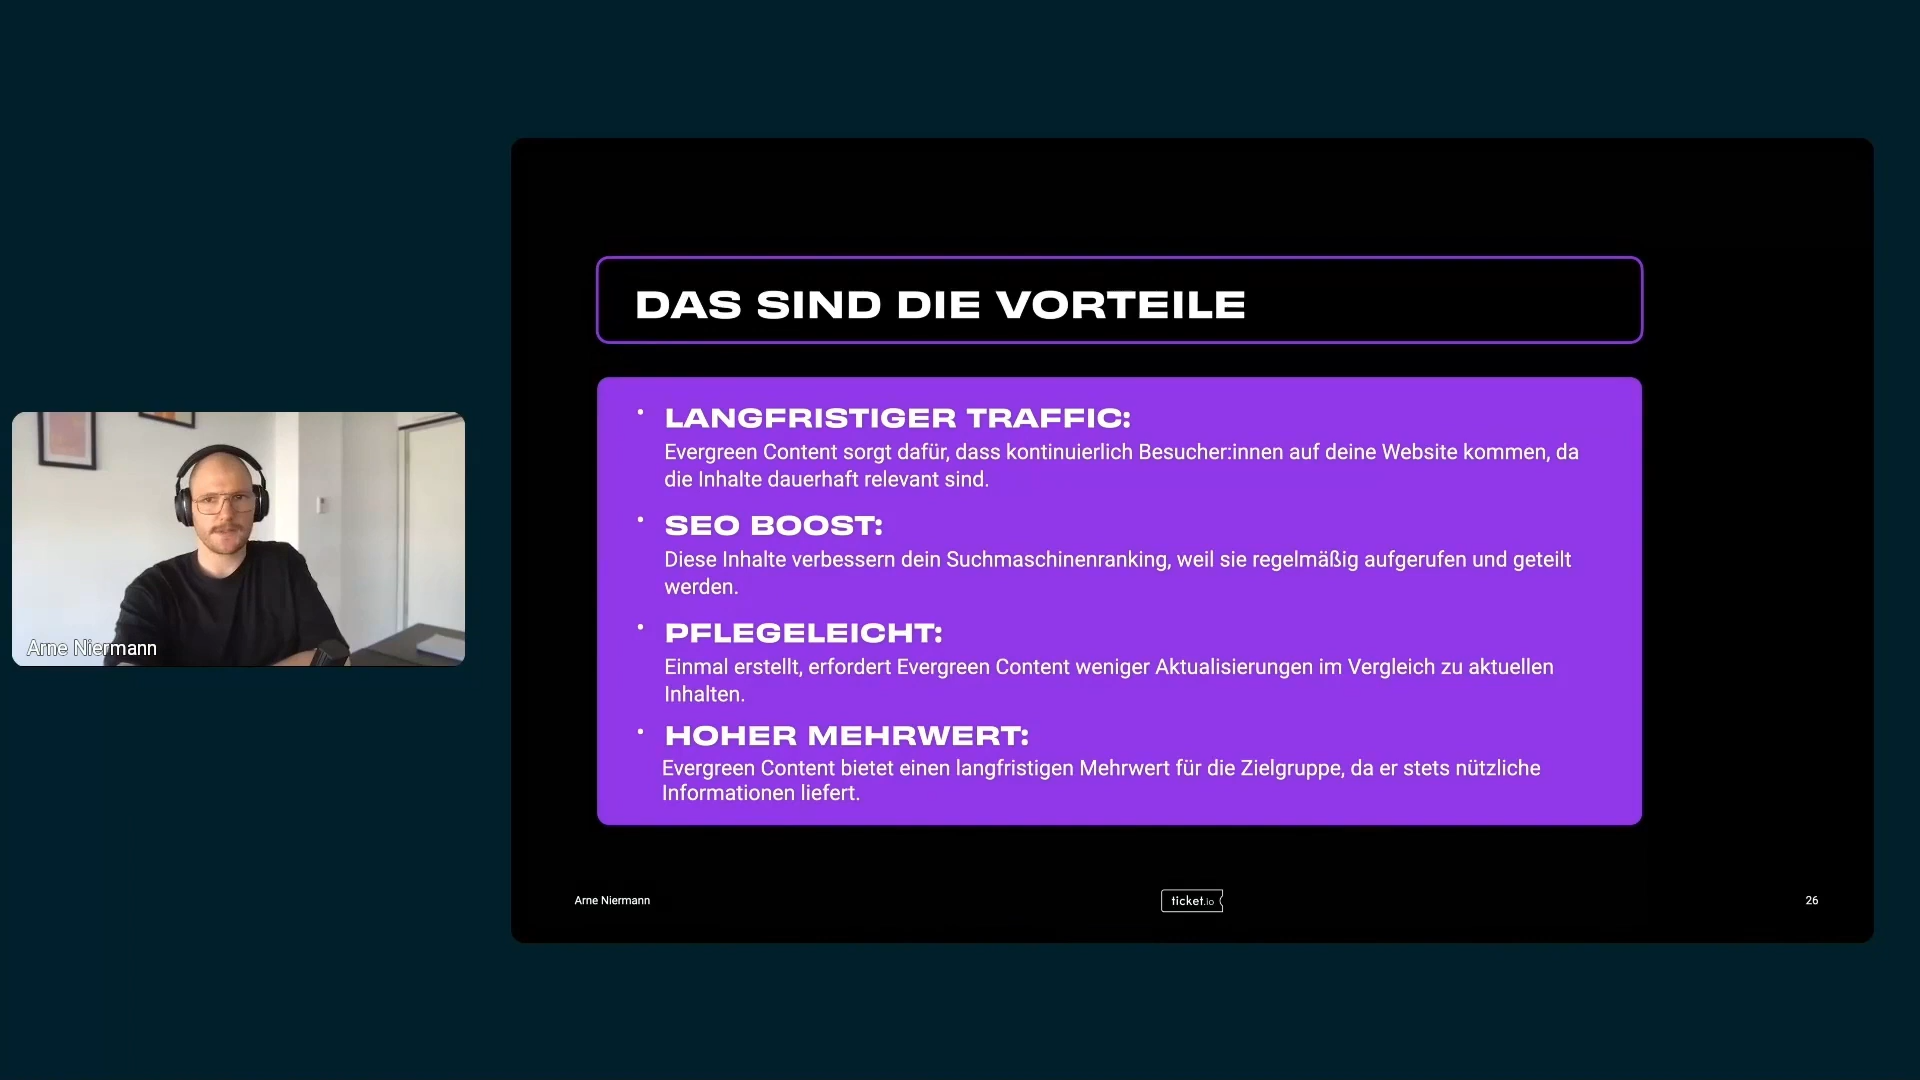 Arne Niermann
DAS SIND DIE VORTEILE
• LANGFRISTIGER TRAFFIC:
Evergreen Content sorgt dafür, dass kontinuierlich Besucher:innen auf deine Website kommen, da
die Inhalte dauerhaft relevant sind.
• SEO BOOST:
Diese Inhalte verbessern dein Suchmaschinenranking, weil sie regelmäßig aufgerufen und geteilt
werden.
• PFLEGELEICHT:
Einmal erstellt, erfordert Evergreen Content weniger Aktualisierungen im Vergleich zu aktuellen
Inhalten.
• HOHER MEHRWERT:
Evergreen Content bietet einen langfristigen Mehrwert für die Zielgruppe, da er stets nützliche
Informationen liefert.
Arne Niermann
ticket.io
26